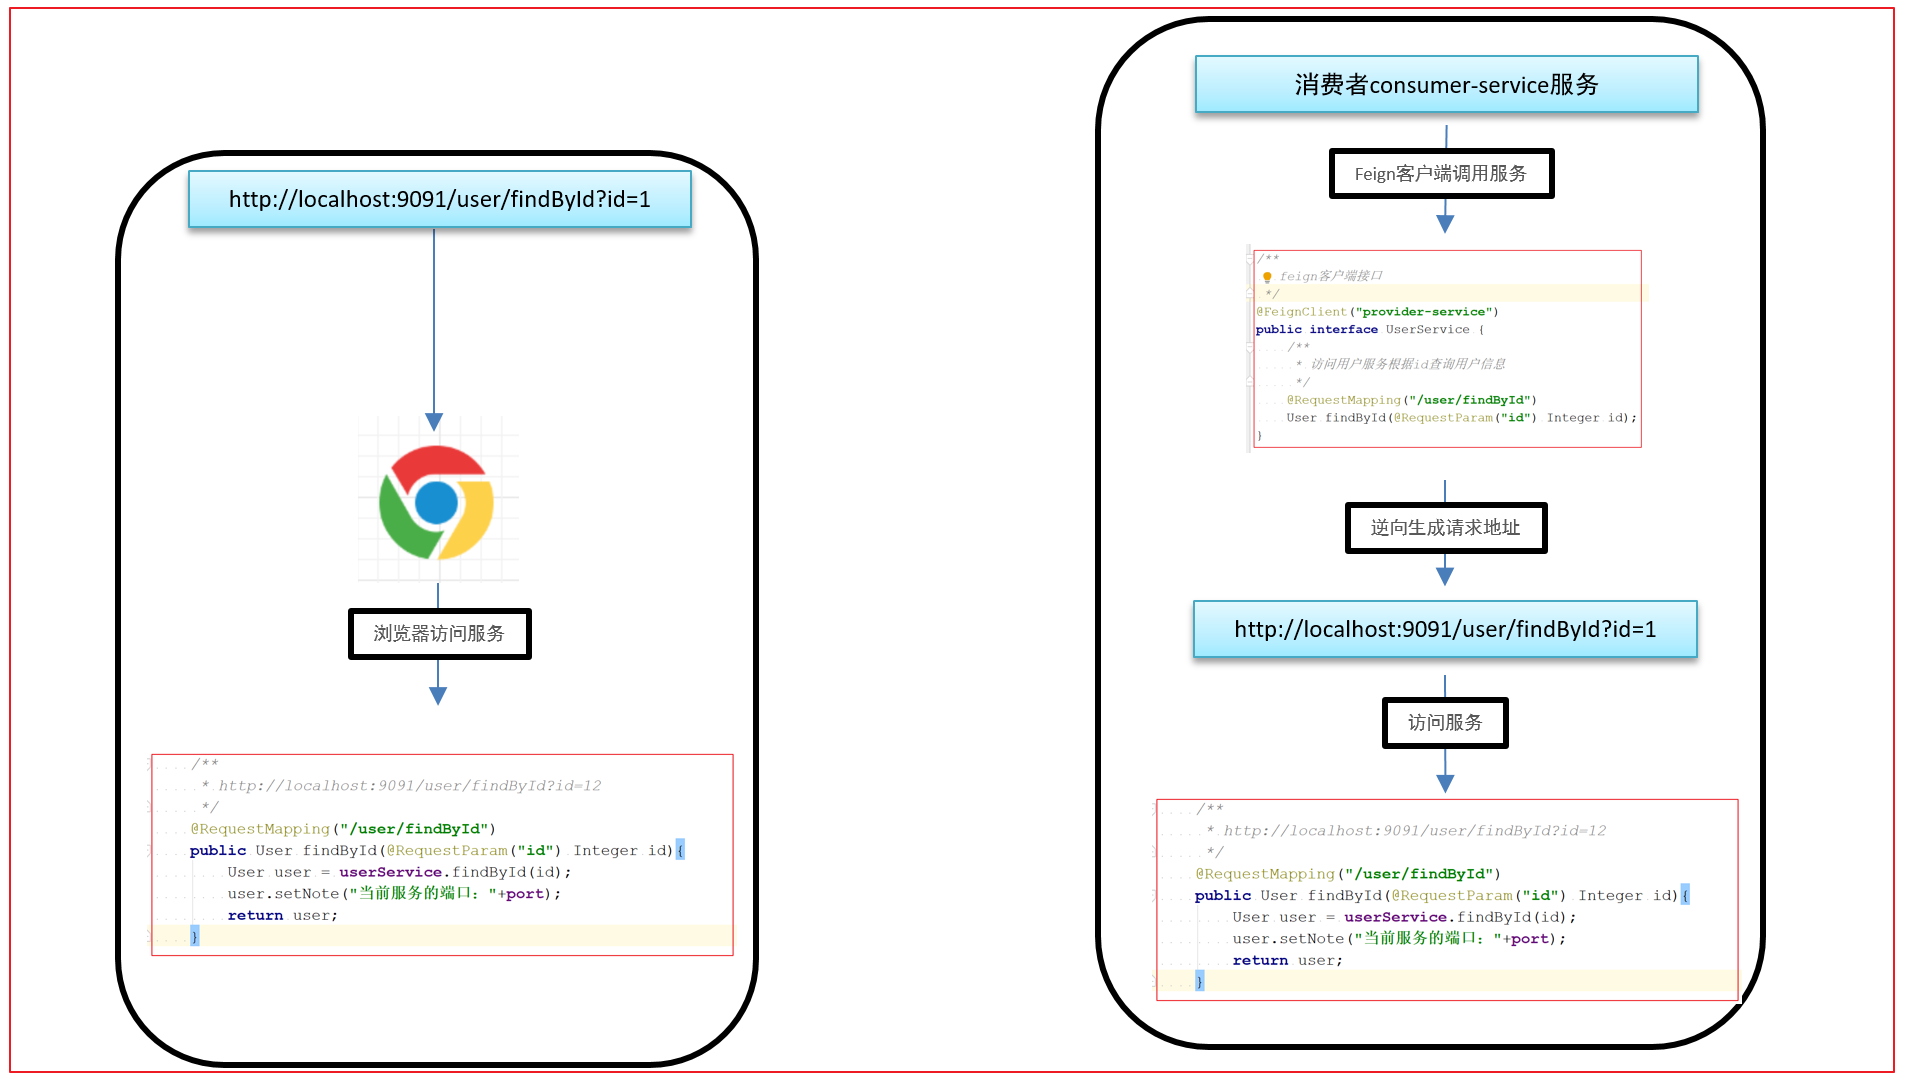 http://localhost:9091/user/findById?id=1
浏览器访问服务
/**
* http://localhost:9091/user/findById?id=12
*/
@RequestMapping("/user/findById")
public User findById(@RequestParam("id") Integer id){
User user = userService.findById(id);
user.setNote("当前服务的端口："+port);
return user;
}
消费者consumer-service服务
Feign客户端调用服务
/**
feign客户端接口
*/
@FeignClient("provider-service")
public interface UserService {
/**
* 访问用户服务根据id查询用户信息
*/
@RequestMapping("/user/findById")
User findById(@RequestParam("id") Integer id);
}
逆向生成请求地址
http://localhost:9091/user/findById?id=1
访问服务
/**
* http://localhost:9091/user/findById?id=12
*/
@RequestMapping("/user/findById")
public User findById(@RequestParam("id") Integer id){
User user = userService.findById(id);
user.setNote("当前服务的端口："+port);
return user;
}